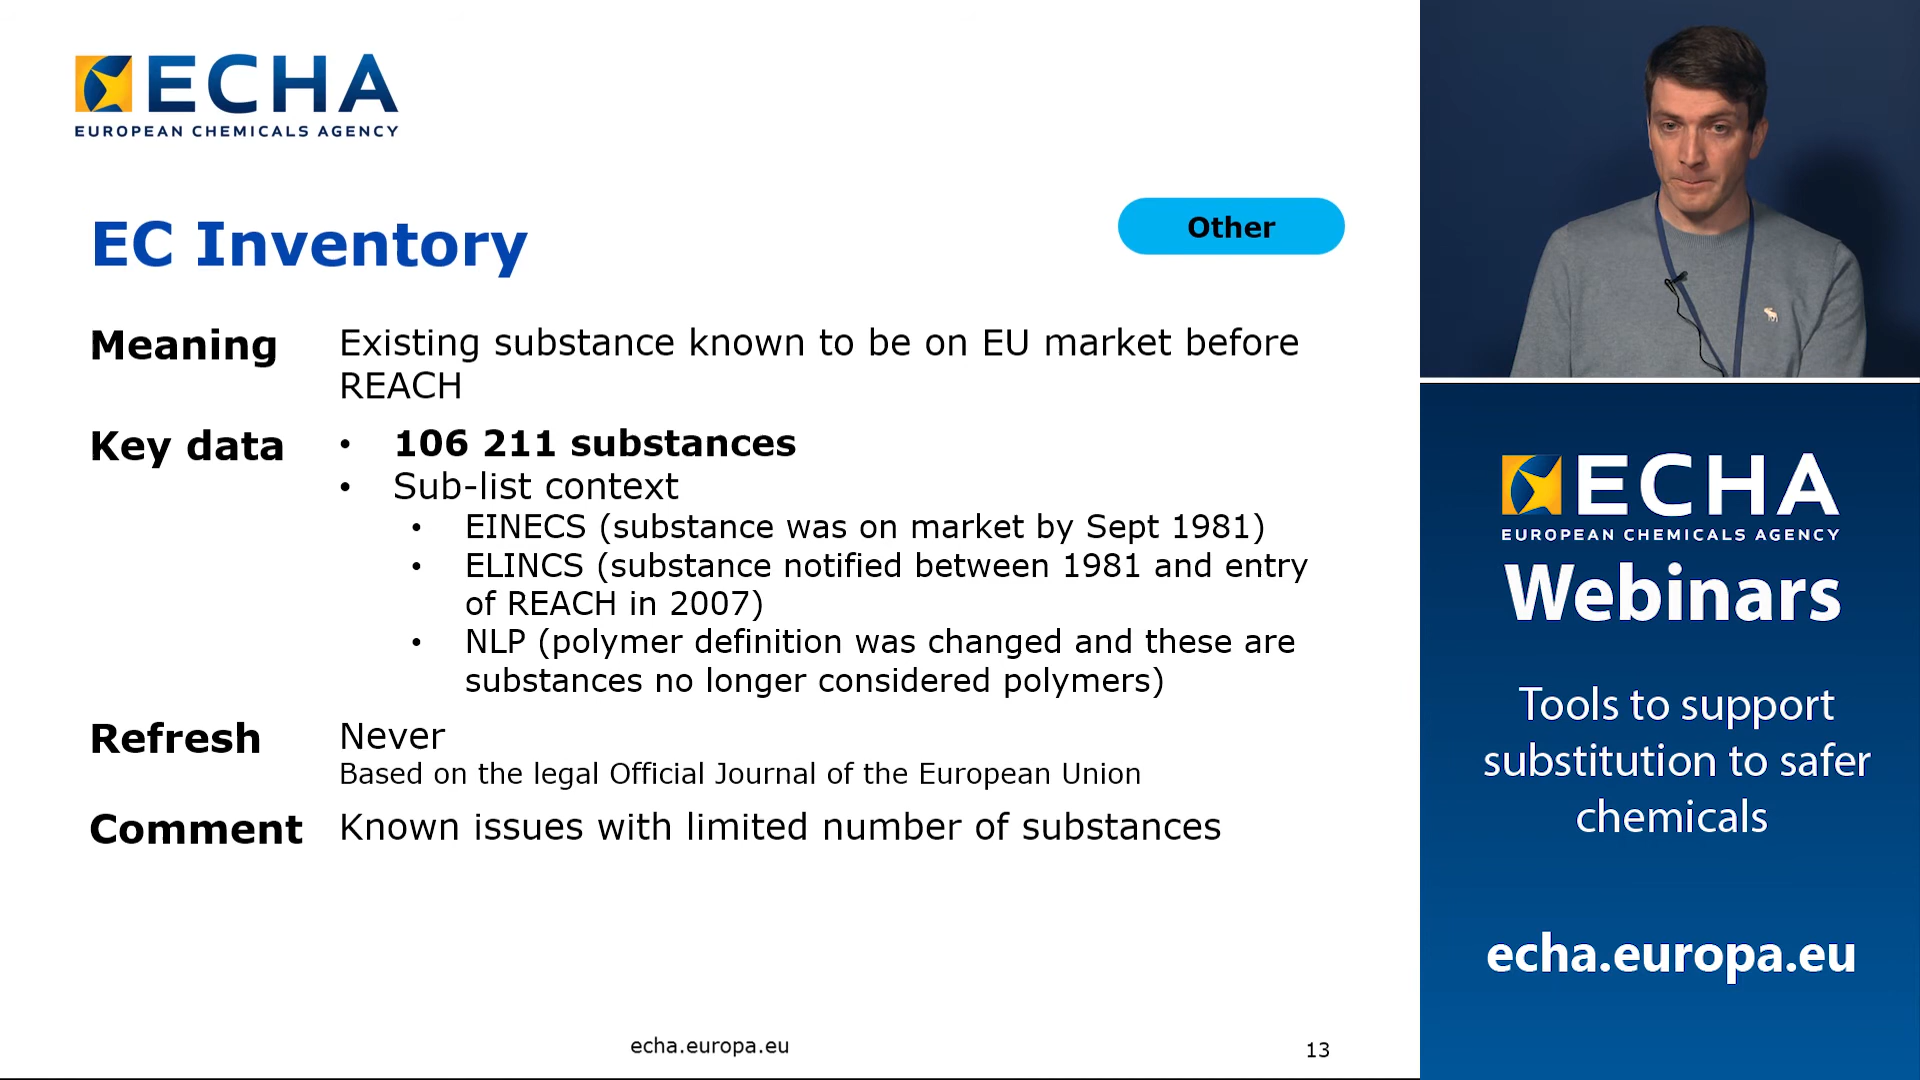 ECHA
EUROPEAN CHEMICALS AGENCY
EC Inventory
Other
Meaning
Existing substance known to be on EU market before
REACH
Key data
• 106 211 substances
• Sub-list context
• EINECS (substance was on market by Sept 1981)
• ELINCS (substance notified between 1981 and entry
of REACH in 2007)
• NLP (polymer definition was changed and these are
substances no longer considered polymers)
Refresh
Never
Based on the legal Official Journal of the European Union
Comment
Known issues with limited number of substances
echa.europa.eu
13
ECHA
EUROPEAN CHEMICALS AGENCY
Webinars
Tools to support
substitution to safer
chemicals
echa.europa.eu